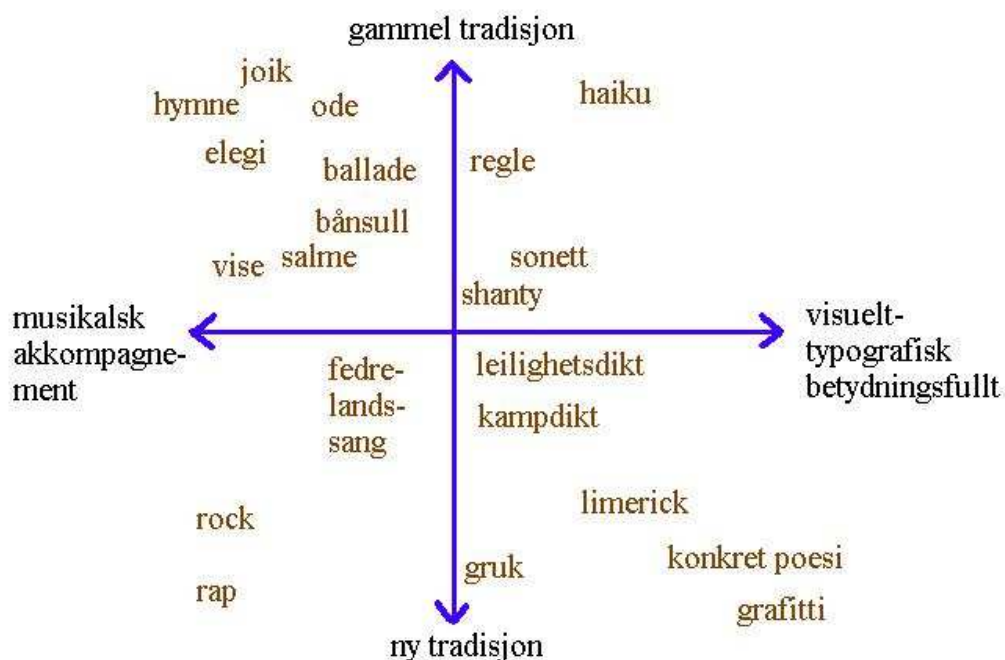 gammel tradisjon
joik
hymne
ode
haiku
elegi
ballade
regle
bånsull
vise
salme
sonett
shanty
musikalsk
akkompagne-
ment
visuelt-
typografisk
betydningsfullt
fedre-
lands-
sang
leilighetsdikt
kampdikt
limerick
rock
konkret poesi
gruk
rap
grafitti
ny tradisjon